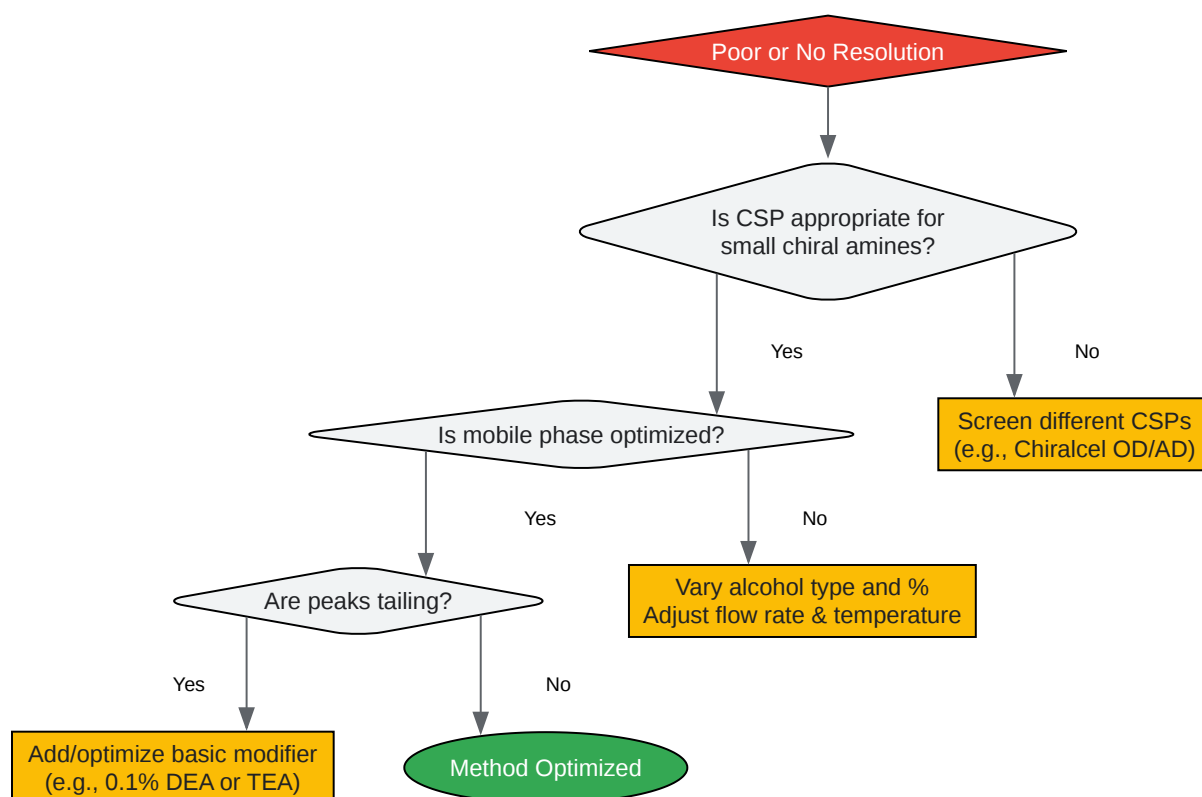 Poor or No Resolution
Is CSP appropriate for
small chiral amines?
Yes
No
Is mobile phase optimized?
Screen different CSPs
(e.g., Chiralcel OD/AD)
Yes
No
Are peaks tailing?
Vary alcohol type and %
Adjust flow rate & temperature
Yes
No
Add/optimize basic modifier
(e.g., 0.1% DEA or TEA)
Method Optimized